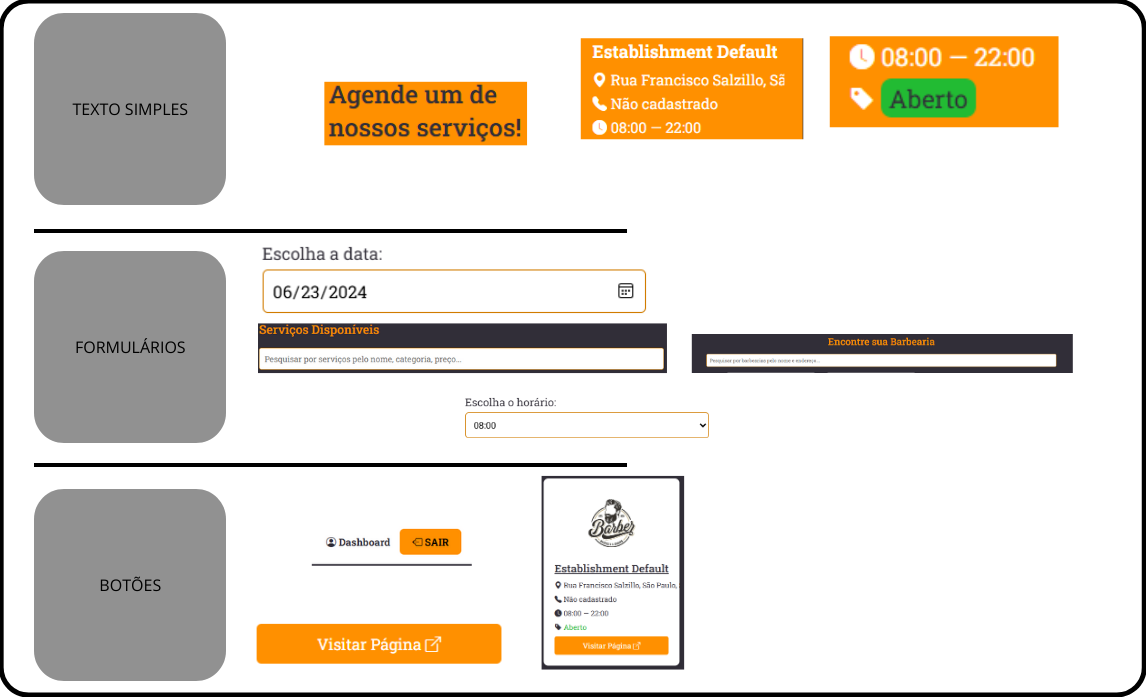 TEXTO SIMPLES
Agende um de
nossos serviços!
Establishment Default
Rua Francisco Salzillo, Sã
Não cadastrado
08:00 — 22:00
08:00 — 22:00
Aberto
FORMULÁRIOS
Escolha a data:
06/23/2024
Serviços Disponíveis
Pesquisar por serviços pelo nome, categoria, preço...
Encontre sua Barbearia
Pesquisar por barbearias pelo nome e endereço...
Escolha o horário:
08:00
BOTÕES
Dashboard
SAIR
Visitar Página
Barber
Establishment Default
Rua Francisco Salzillo, São Paulo,
Não cadastrado
08:00 — 22:00
Aberto
Visitar Página